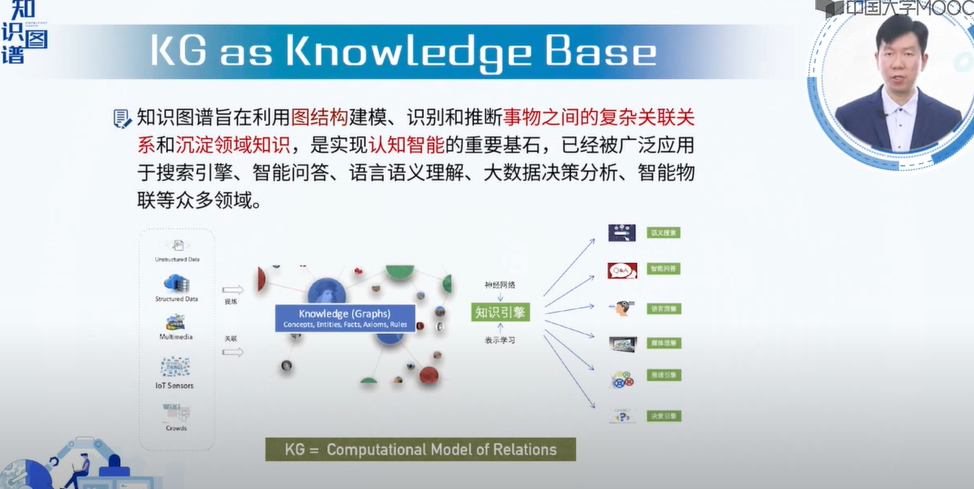 知识图谱
中国大学MOOC
KG as Knowledge Base
知识图谱旨在利用图结构建模、识别和推断事物之间的复杂关联关
系和沉淀领域知识，是实现认知智能的重要基石，已经被广泛应用
于搜索引擎、智能问答、语言语义理解、大数据决策分析、智能物
联等众多领域。
Unstructured Data
Structured Data
Multimedia
IoT Sensors
Crowds
提炼
关联
Knowledge (Graphs)
Concepts, Entities, Facts, Axioms, Rules
神经网络
知识引擎
表示学习
语义搜索
Q&A
智能问答
语言理解
媒体理解
推理引擎
决策引擎
KG = Computational Model of Relations